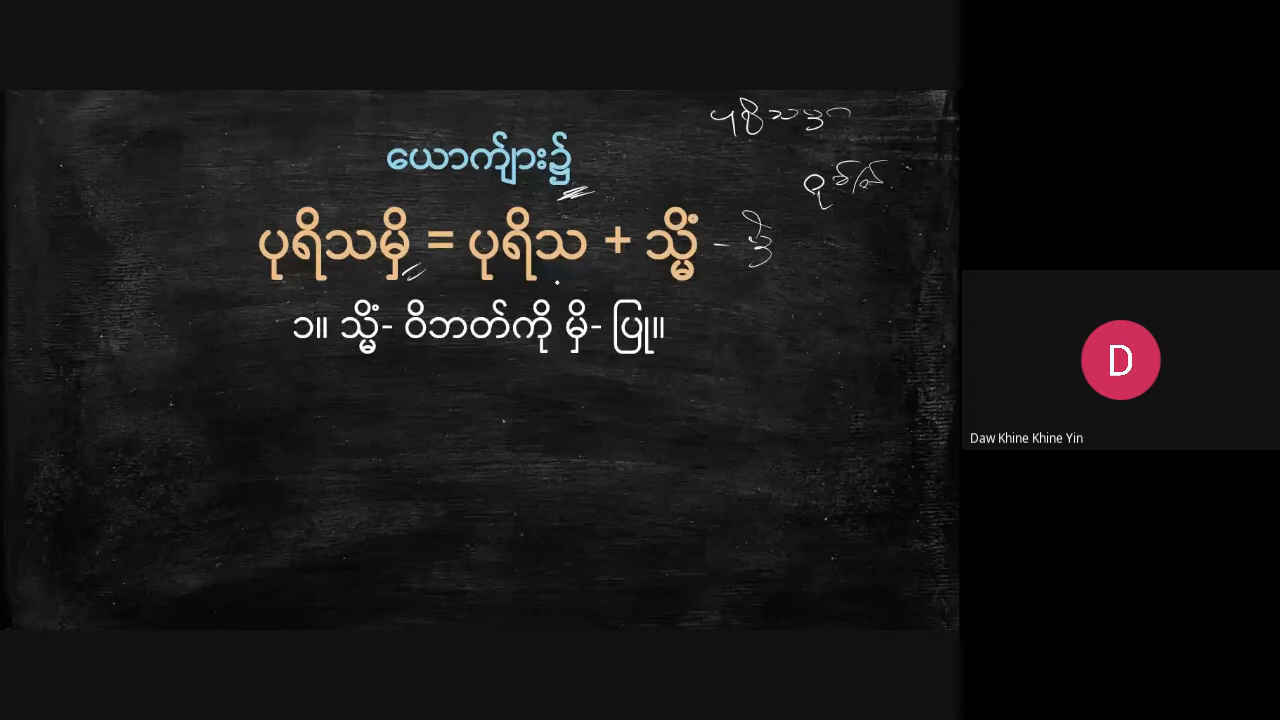 ယောကျ်ား၌
ပုရိသမှိ = ပုရိသ + သ္မိံ -
၁။ သ္မိံ- ဝိဘတ်ကို မှိ- ပြု။
D
Daw Khine Khine Yin